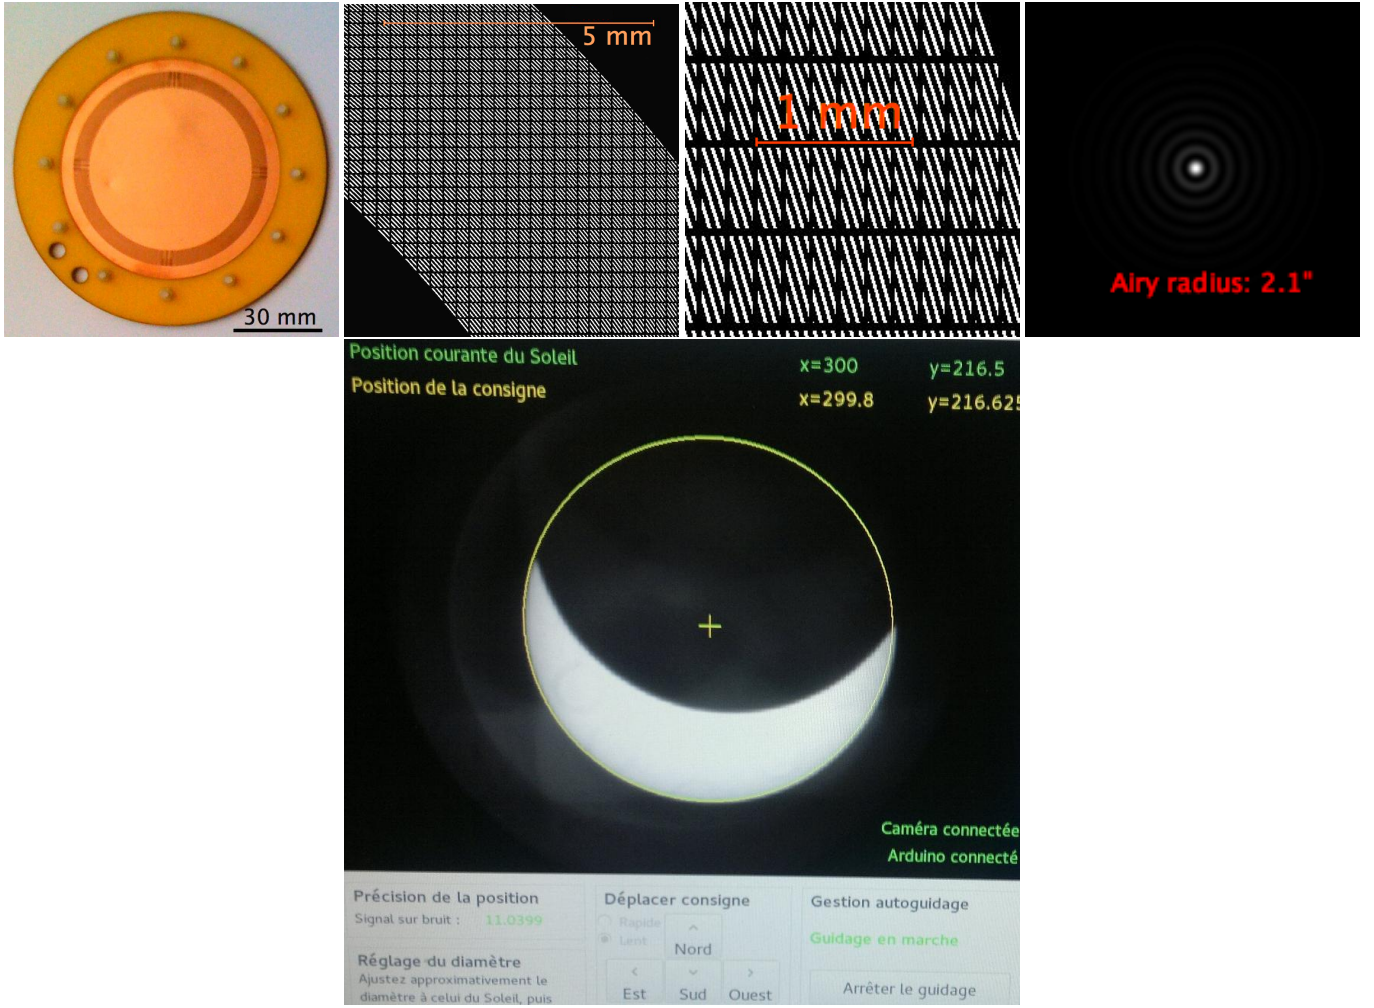 30 mm
5 mm
1 mm
Airy radius: 2.1"
Position courante du Soleil
x=300 y=216.5
Position de la consigne
x=299.8 y=216.625
Caméra connectée
Arduino connecté
Précision de la position
Signal sur bruit : 11.0399
Réglage du diamètre
Ajustez approximativement le
diamètre à celui du Soleil, puis
Déplacer consigne
Rapide
Lent
Nord
Est Sud Ouest
Gestion autoguidage
Guidage en marche
Arrêter le guidage